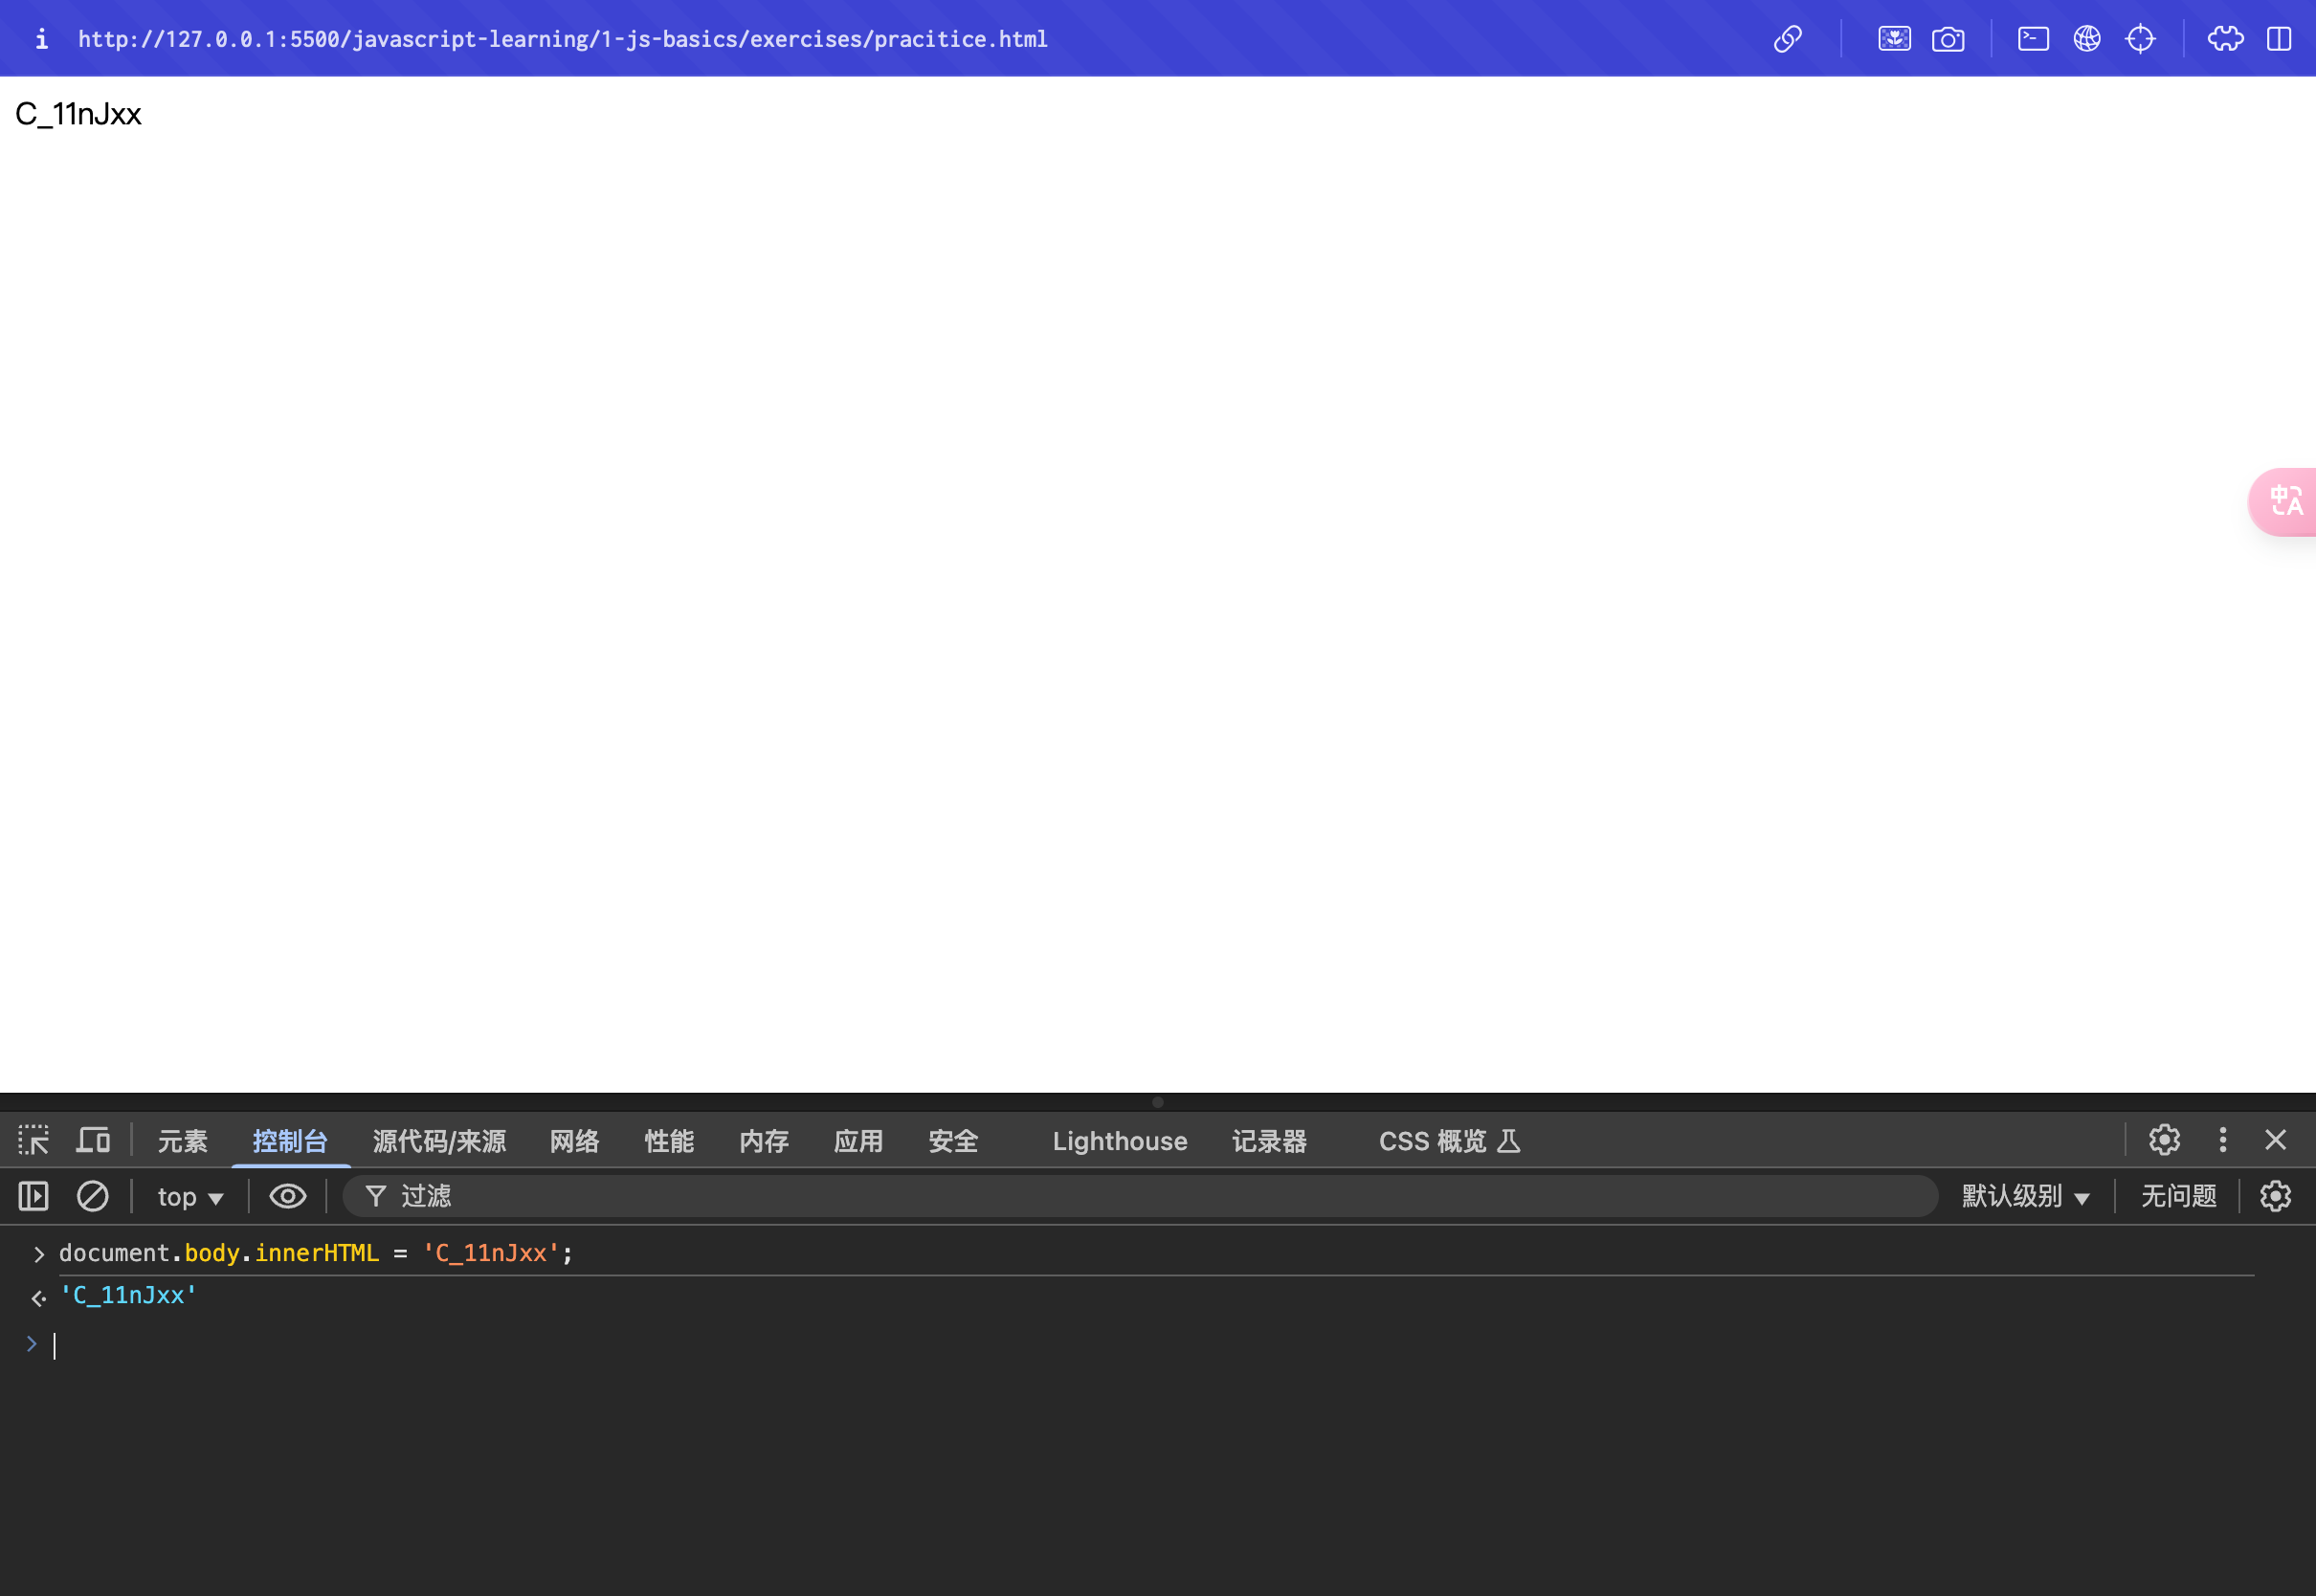 http://127.0.0.1:5500/javascript-learning/1-js-basics/exercises/pracitice.html
C_11nJxx
中A
元素 控制台 源代码/来源 网络 性能 内存 应用 安全 Lighthouse 记录器 CSS 概览
top 过滤 默认级别 无问题
document.body.innerHTML = 'C_11nJxx';
'C_11nJxx'